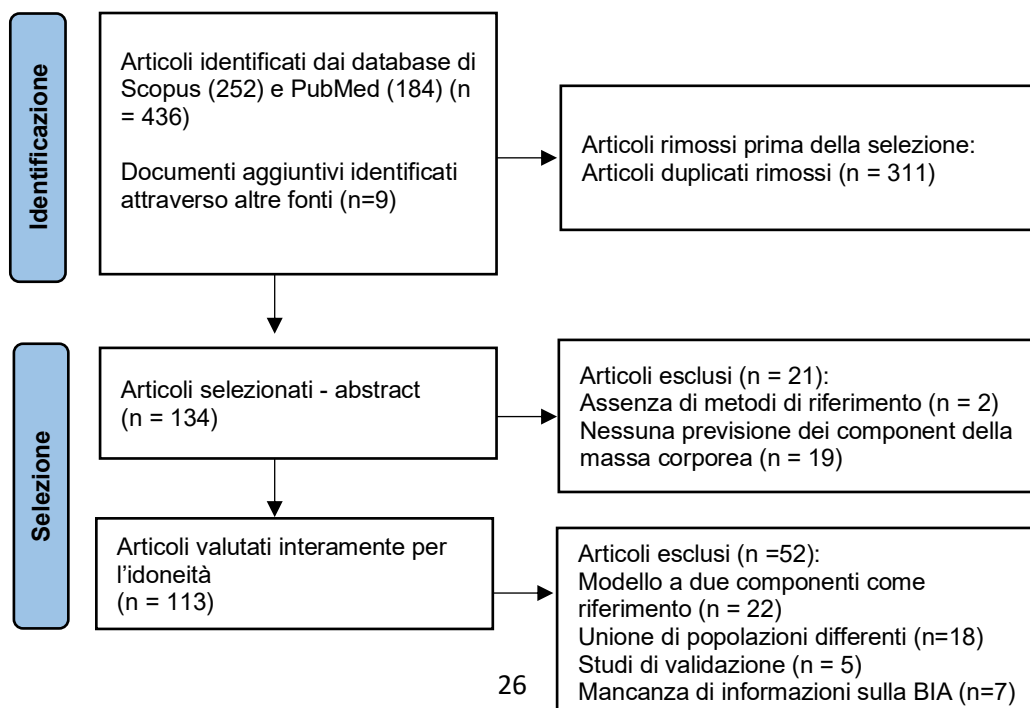 Identificazione
Articoli identificati dai database di
Scopus (252) e PubMed (184) (n
= 436)
Documenti aggiuntivi identificati
attraverso altre fonti (n=9)
Articoli rimossi prima della selezione:
Articoli duplicati rimossi (n = 311)
Selezione
Articoli selezionati - abstract
(n = 134)
Articoli esclusi (n = 21):
Assenza di metodi di riferimento (n = 2)
Nessuna previsione dei component della
massa corporea (n = 19)
Articoli valutati interamente per
l’idoneità
(n = 113)
Articoli esclusi (n =52):
Modello a due componenti come
riferimento (n = 22)
Unione di popolazioni differenti (n=18)
Studi di validazione (n = 5)
Mancanza di informazioni sulla BIA (n=7)
26